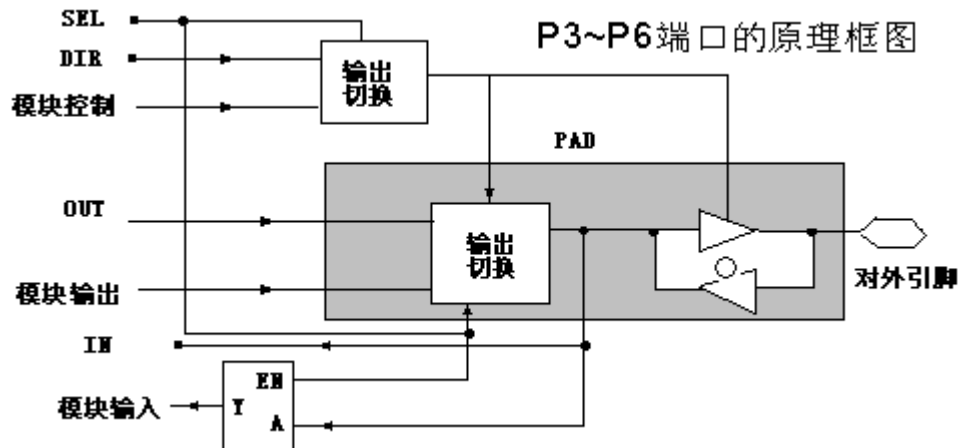 SEL
P3~P6端口的原理框图
DIR
输出
切换
模块控制
PAD
OUT
输出
切换
模块输出
对外引脚
IN
EN
模块输入
Y
A